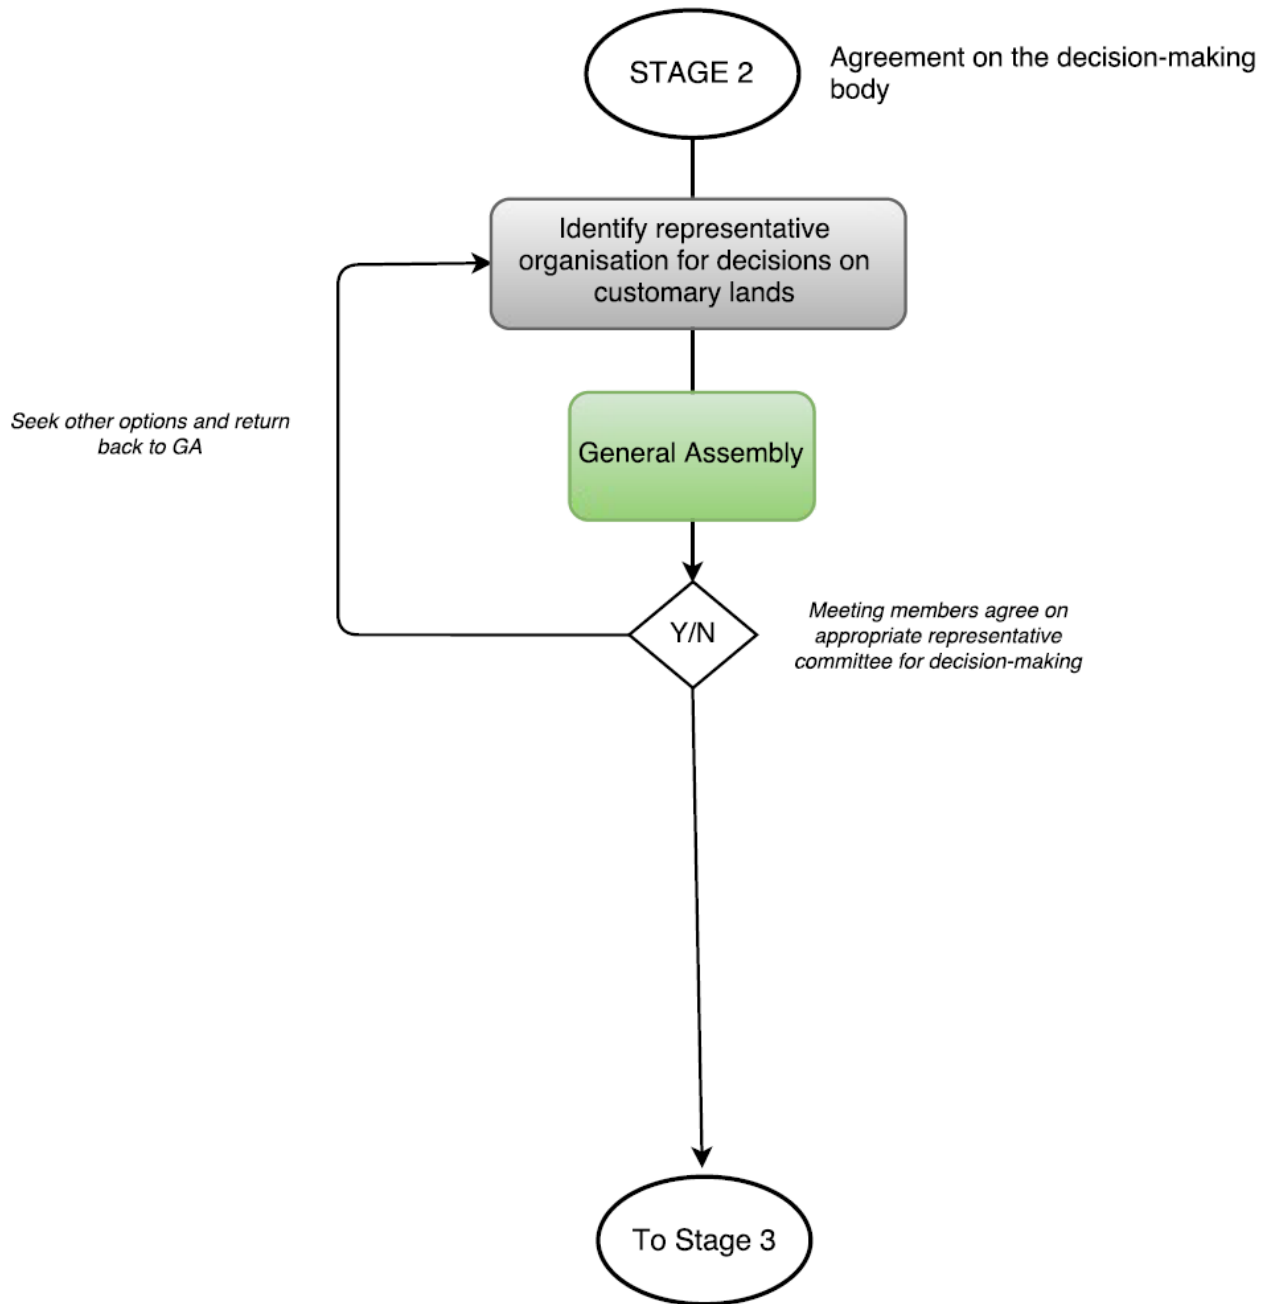 STAGE 2
Agreement on the decision-making
body
Identify representative
organisation for decisions on
customary lands
Seek other options and return
back to GA
General Assembly
Y/N
Meeting members agree on
appropriate representative
committee for decision-making
To Stage 3